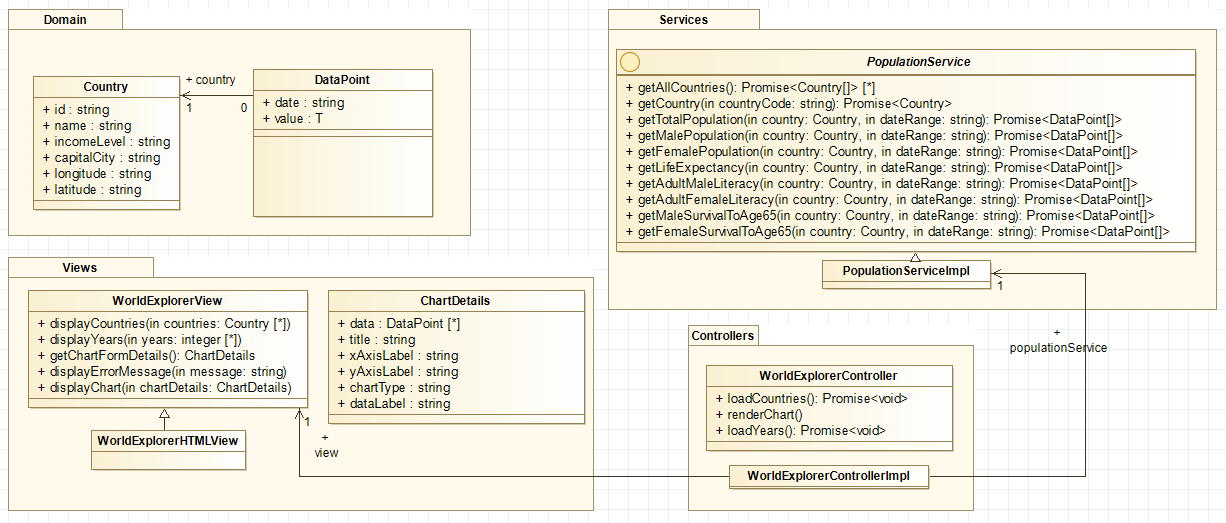 Domain
Country
+ id : string
+ name : string
+ incomeLevel : string
+ capitalCity : string
+ longitude : string
+ latitude : string
+ country
1
0
DataPoint
+ date : string
+ value : T
Services
PopulationService
+ getAllCountries(): Promise<Country[]> [*]
+ getCountry(in countryCode: string): Promise<Country>
+ getTotalPopulation(in country: Country, in dateRange: string): Promise<DataPoint[]>
+ getMalePopulation(in country: Country, in dateRange: string): Promise<DataPoint[]>
+ getFemalePopulation(in country: Country, in dateRange: string): Promise<DataPoint[]>
+ getLifeExpectancy(in country: Country, in dateRange: string): Promise<DataPoint[]>
+ getAdultMaleLiteracy(in country: Country, in dateRange: string): Promise<DataPoint[]>
+ getAdultFemaleLiteracy(in country: Country, in dateRange: string): Promise<DataPoint[]>
+ getMaleSurvivalToAge65(in country: Country, in dateRange: string): Promise<DataPoint[]>
+ getFemaleSurvivalToAge65(in country: Country, in dateRange: string): Promise<DataPoint[]>
PopulationServiceImpl
1
+
populationService
Views
WorldExplorerView
+ displayCountries(in countries: Country [*])
+ displayYears(in years: integer [*])
+ getChartFormDetails(): ChartDetails
+ displayErrorMessage(in message: string)
+ displayChart(in chartDetails: ChartDetails)
WorldExplorerHTMLView
1
+
view
ChartDetails
+ data : DataPoint [*]
+ title : string
+ xAxisLabel : string
+ yAxisLabel : string
+ chartType : string
+ dataLabel : string
Controllers
WorldExplorerController
+ loadCountries(): Promise<void>
+ renderChart()
+ loadYears(): Promise<void>
WorldExplorerControllerImpl